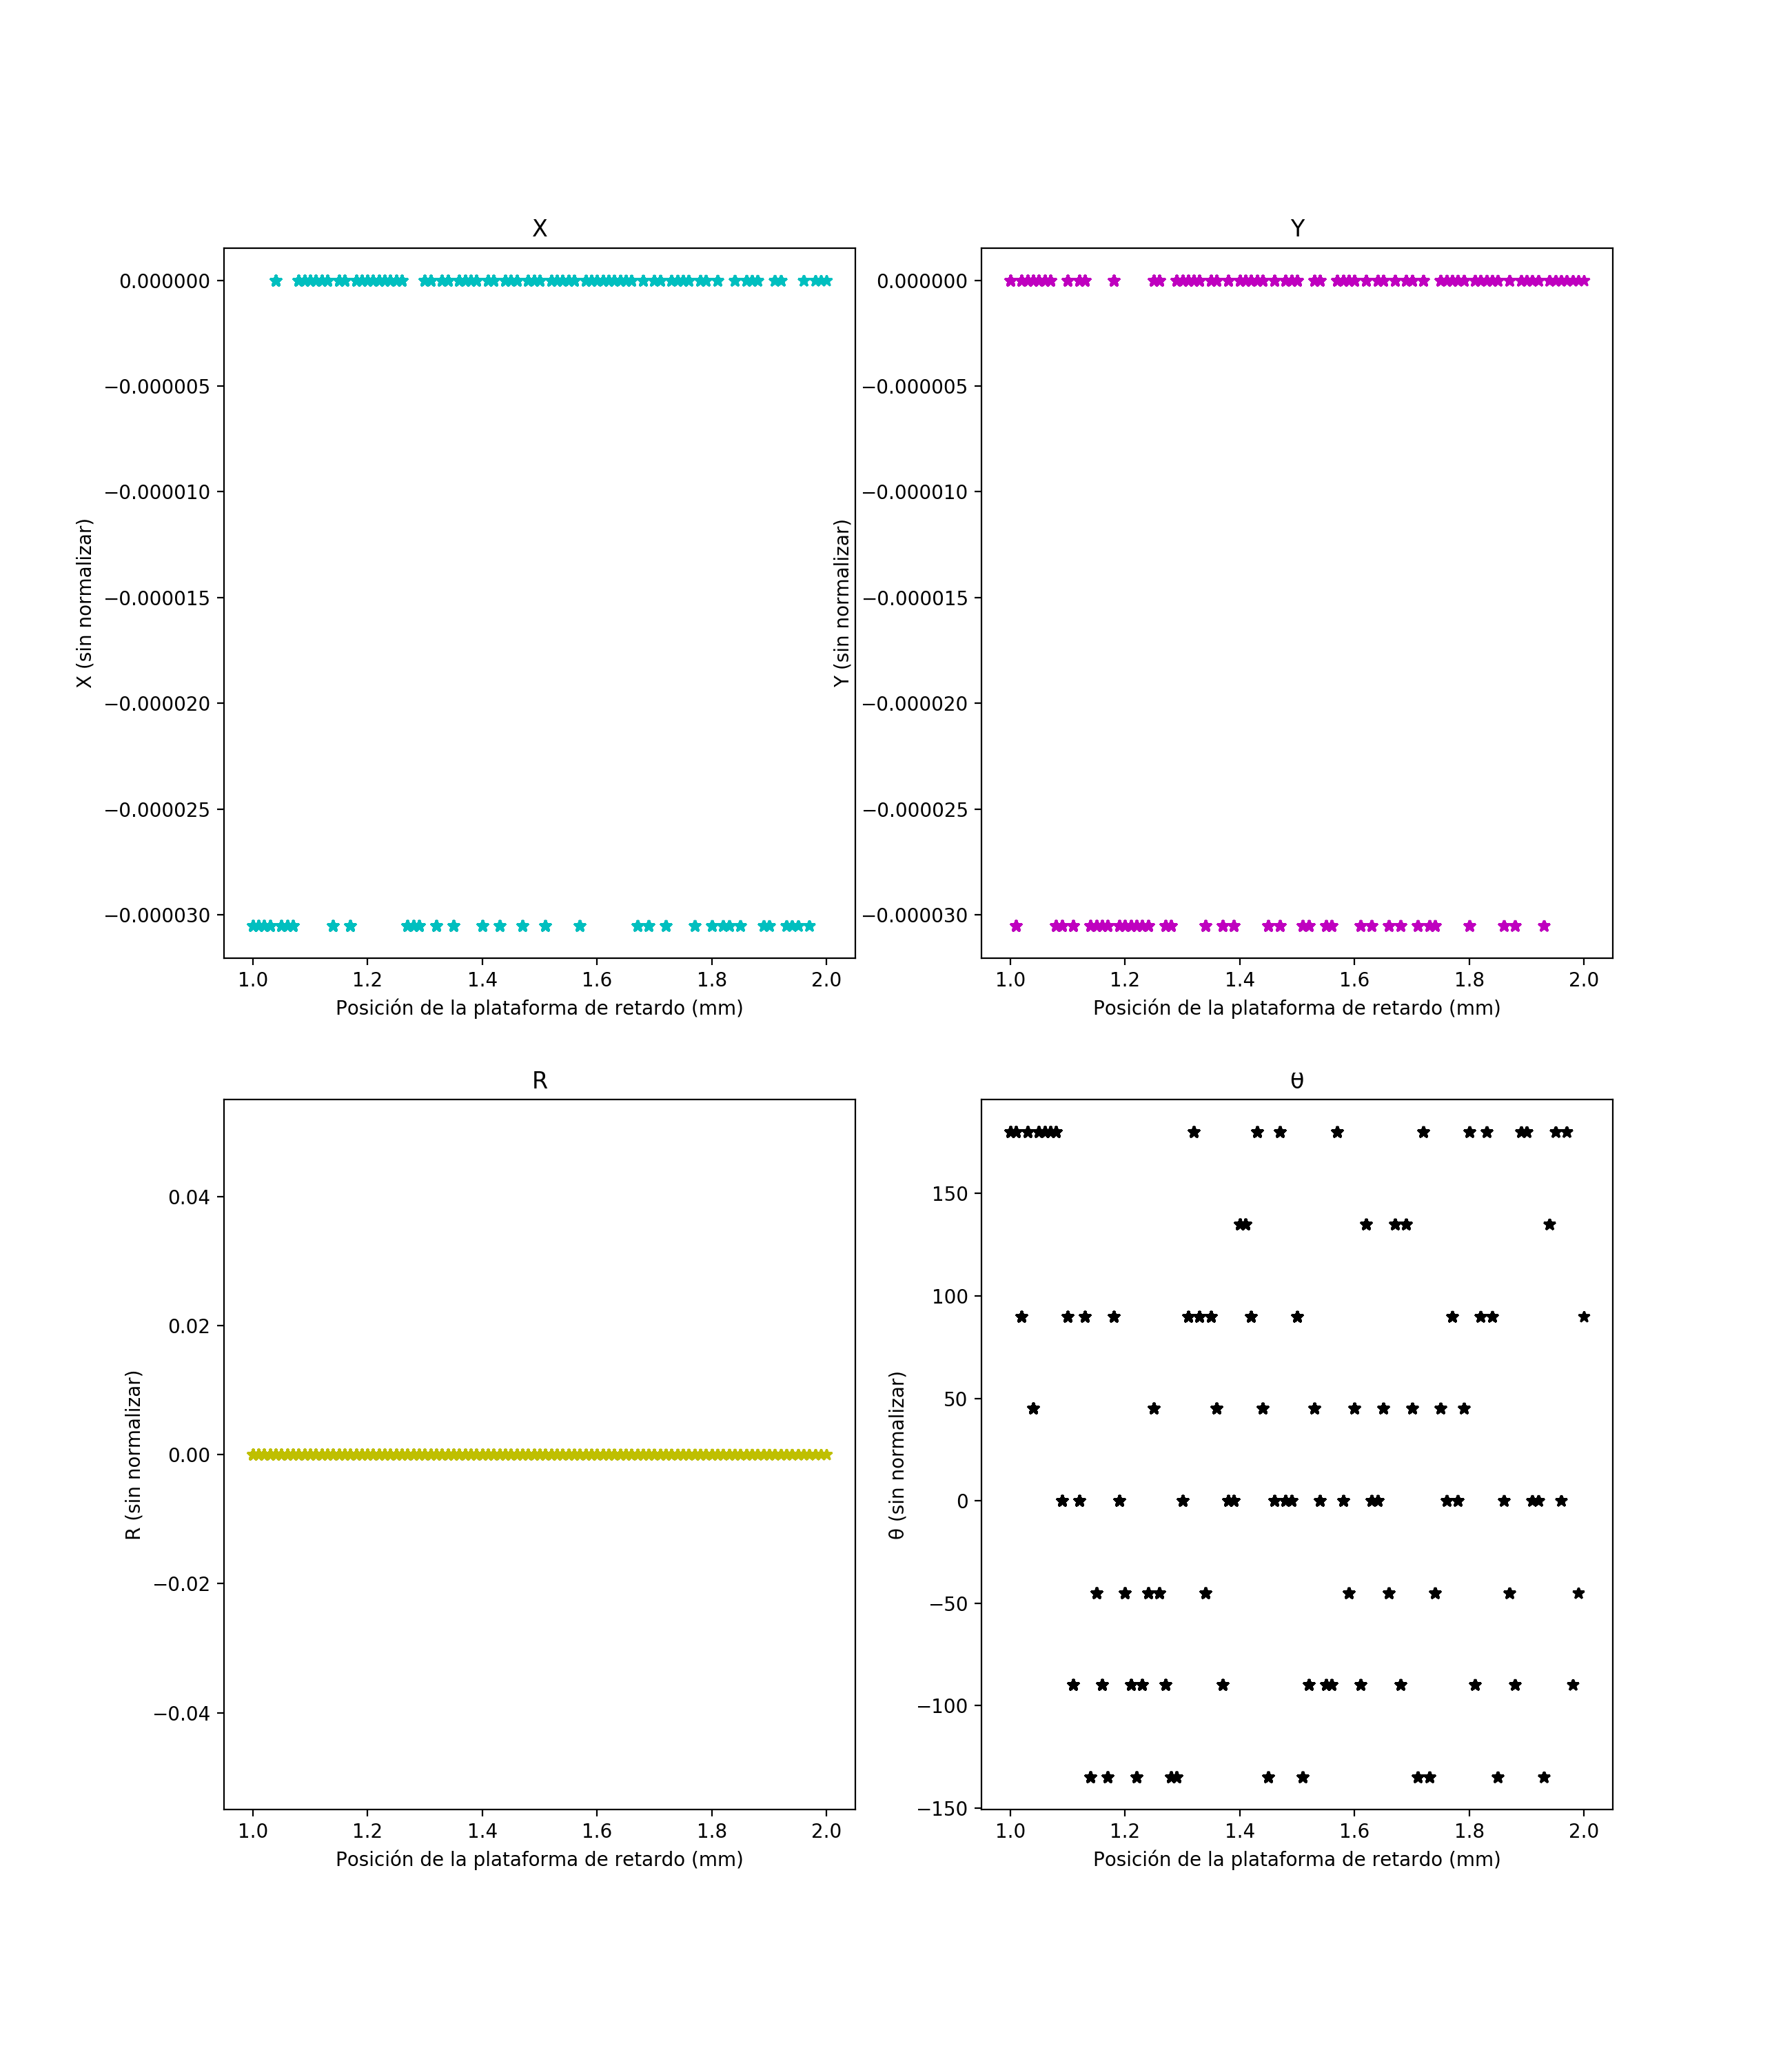 X
0.000000
−0.000005
−0.000010
−0.000015
−0.000020
−0.000025
−0.000030
X (sin normalizar)
1.0 1.2 1.4 1.6 1.8 2.0
Posición de la plataforma de retardo (mm)
Y
0.000000
−0.000005
−0.000010
−0.000015
−0.000020
−0.000025
−0.000030
Y (sin normalizar)
1.0 1.2 1.4 1.6 1.8 2.0
Posición de la plataforma de retardo (mm)
R
0.04
0.02
0.00
−0.02
−0.04
R (sin normalizar)
1.0 1.2 1.4 1.6 1.8 2.0
Posición de la plataforma de retardo (mm)
θ
150
100
50
0
−50
−100
−150
θ (sin normalizar)
1.0 1.2 1.4 1.6 1.8 2.0
Posición de la plataforma de retardo (mm)